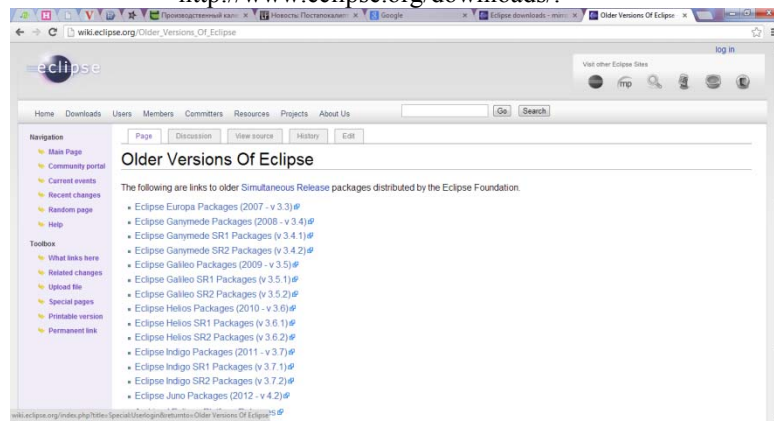 http://www.eclipse.org/downloads/.
Новости: Постапокалипт
Google
Eclipse downloads - mirro
Older Versions Of Eclipse
wiki.eclipse.org/Older_Versions_Of_Eclipse
log in
eclipse
Visit other Eclipse Sites
Home Downloads Users Members Committers Resources Projects About Us Go Search
Navigation
Main Page
Community portal
Current events
Recent changes
Random page
Help
Toolbox
What links here
Related changes
Upload file
Special pages
Printable version
Permanent link
Page Discussion View source History Edit
Older Versions Of Eclipse
The following are links to older Simultaneous Release packages distributed by the Eclipse Foundation.
Eclipse Europa Packages (2007 - v 3.3)
Eclipse Ganymede Packages (2008 - v 3.4)
Eclipse Ganymede SR1 Packages (v 3.4.1)
Eclipse Ganymede SR2 Packages (v 3.4.2)
Eclipse Galileo Packages (2009 - v 3.5)
Eclipse Galileo SR1 Packages (v 3.5.1)
Eclipse Galileo SR2 Packages (v 3.5.2)
Eclipse Helios Packages (2010 - v 3.6)
Eclipse Helios SR1 Packages (v 3.6.1)
Eclipse Helios SR2 Packages (v 3.6.2)
Eclipse Indigo Packages (2011 - v 3.7)
Eclipse Indigo SR1 Packages (v 3.7.1)
Eclipse Indigo SR2 Packages (v 3.7.2)
Eclipse Juno Packages (2012 - v 4.2)
wiki.eclipse.org/index.php?title=Special:Userlogin&returnto=Older Versions Of Eclipse